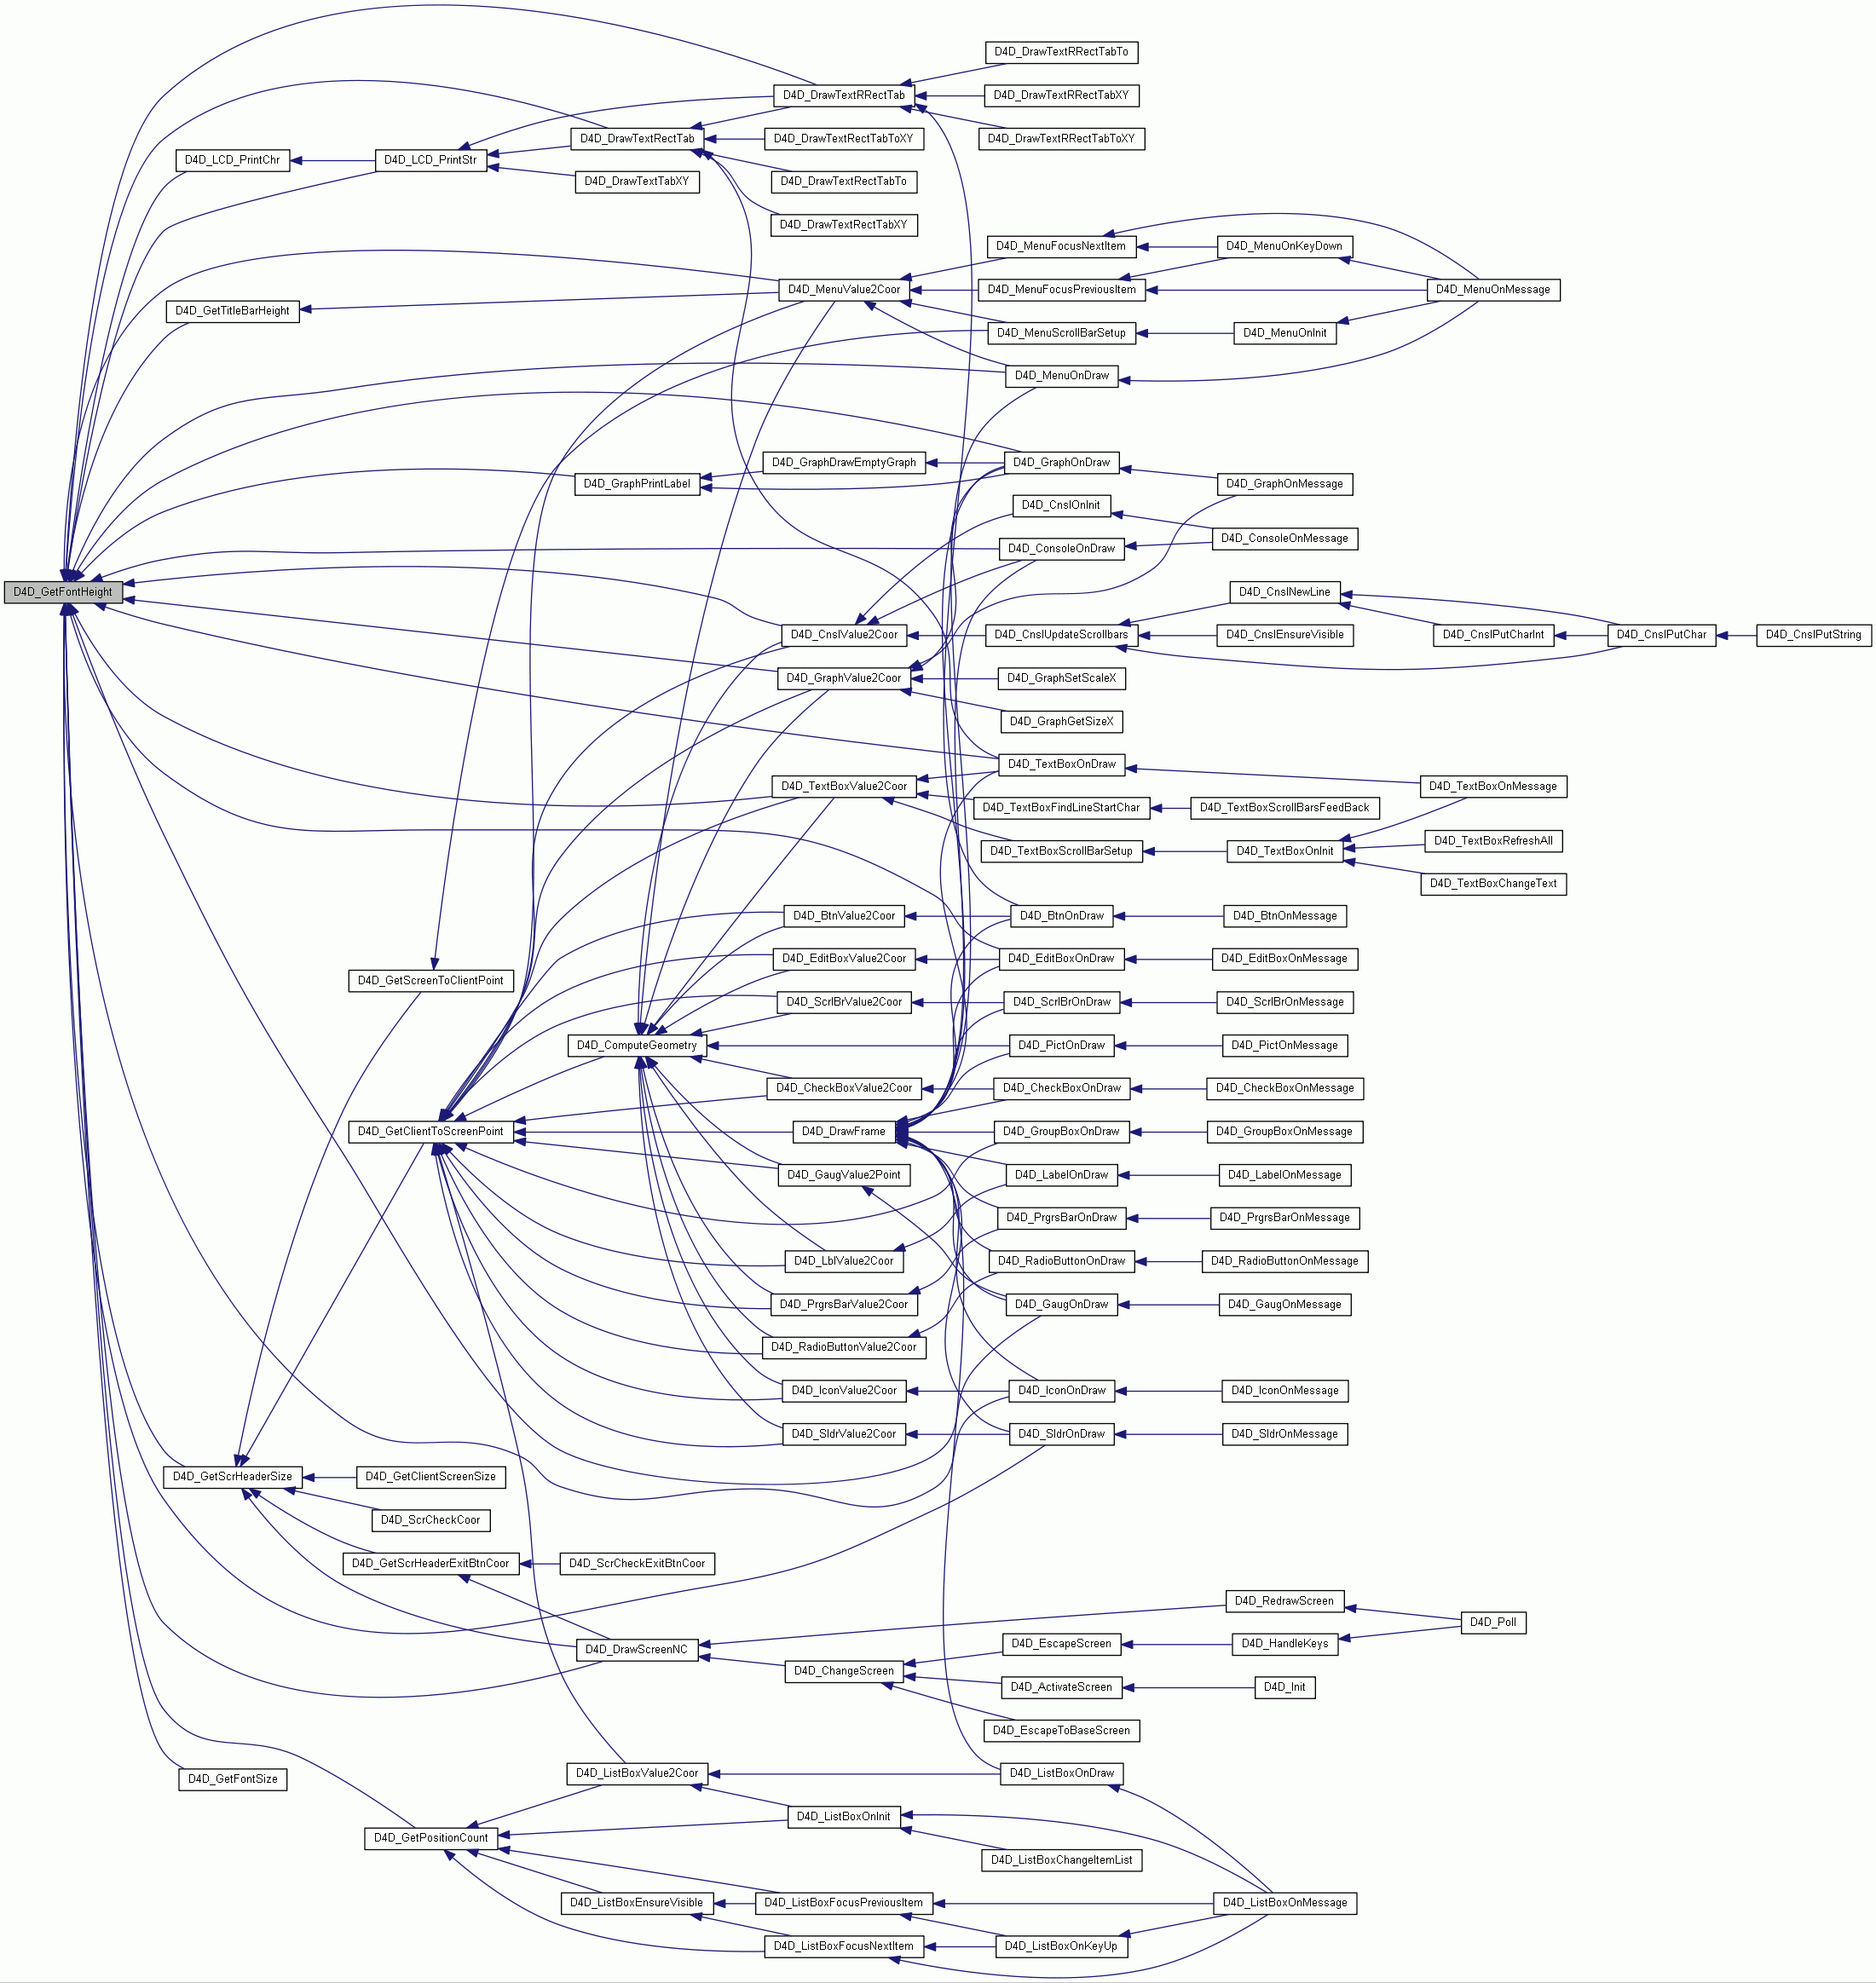 D4D_DrawTextRRectTabTo
D4D_DrawTextRRectTab
D4D_DrawTextRRectTabXY
D4D_DrawTextRectTab
D4D_DrawTextRectTabToXY
D4D_DrawTextRRectTabToXY
D4D_LCD_PrintChr
D4D_LCD_PrintStr
D4D_DrawTextTabXY
D4D_DrawTextRectTabTo
D4D_DrawTextRectTabXY
D4D_MenuFocusNextItem
D4D_MenuOnKeyDown
D4D_MenuValue2Coor
D4D_MenuFocusPreviousItem
D4D_MenuOnMessage
D4D_GetTitleBarHeight
D4D_MenuScrollBarSetup
D4D_MenuOnInit
D4D_MenuOnDraw
D4D_GraphDrawEmptyGraph
D4D_GraphOnDraw
D4D_GraphPrintLabel
D4D_GraphOnMessage
D4D_CnslOnInit
D4D_ConsoleOnDraw
D4D_ConsoleOnMessage
D4D_GetFontHeight
D4D_CnslNewLine
D4D_CnslValue2Coor
D4D_CnslUpdateScrollbars
D4D_CnslEnsureVisible
D4D_CnslPutCharInt
D4D_CnslPutChar
D4D_CnslPutString
D4D_GraphValue2Coor
D4D_GraphSetScaleX
D4D_GraphGetSizeX
D4D_TextBoxOnDraw
D4D_TextBoxValue2Coor
D4D_TextBoxOnMessage
D4D_TextBoxFindLineStartChar
D4D_TextBoxScrollBarsFeedBack
D4D_TextBoxScrollBarSetup
D4D_TextBoxOnInit
D4D_TextBoxRefreshAll
D4D_TextBoxChangeText
D4D_BtnValue2Coor
D4D_BtnOnDraw
D4D_BtnOnMessage
D4D_EditBoxValue2Coor
D4D_EditBoxOnDraw
D4D_EditBoxOnMessage
D4D_GetScreenToClientPoint
D4D_ScrlBrValue2Coor
D4D_ScrlBrOnDraw
D4D_ScrlBrOnMessage
D4D_ComputeGeometry
D4D_PictOnDraw
D4D_PictOnMessage
D4D_CheckBoxValue2Coor
D4D_CheckBoxOnDraw
D4D_CheckBoxOnMessage
D4D_GetClientToScreenPoint
D4D_DrawFrame
D4D_GroupBoxOnDraw
D4D_GroupBoxOnMessage
D4D_GaugValue2Point
D4D_LabelOnDraw
D4D_LabelOnMessage
D4D_PrgrsBarOnDraw
D4D_PrgrsBarOnMessage
D4D_LblValue2Coor
D4D_RadioButtonOnDraw
D4D_RadioButtonOnMessage
D4D_PrgrsBarValue2Coor
D4D_GaugOnDraw
D4D_GaugOnMessage
D4D_RadioButtonValue2Coor
D4D_IconValue2Coor
D4D_IconOnDraw
D4D_IconOnMessage
D4D_SldrValue2Coor
D4D_SldrOnDraw
D4D_SldrOnMessage
D4D_GetScrHeaderSize
D4D_GetClientScreenSize
D4D_ScrCheckCoor
D4D_GetScrHeaderExitBtnCoor
D4D_ScrCheckExitBtnCoor
D4D_RedrawScreen
D4D_Poll
D4D_DrawScreenNC
D4D_EscapeScreen
D4D_HandleKeys
D4D_ChangeScreen
D4D_ActivateScreen
D4D_Init
D4D_EscapeToBaseScreen
D4D_GetFontSize
D4D_ListBoxValue2Coor
D4D_ListBoxOnDraw
D4D_ListBoxOnInit
D4D_GetPositionCount
D4D_ListBoxChangeItemList
D4D_ListBoxEnsureVisible
D4D_ListBoxFocusPreviousItem
D4D_ListBoxOnMessage
D4D_ListBoxFocusNextItem
D4D_ListBoxOnKeyUp